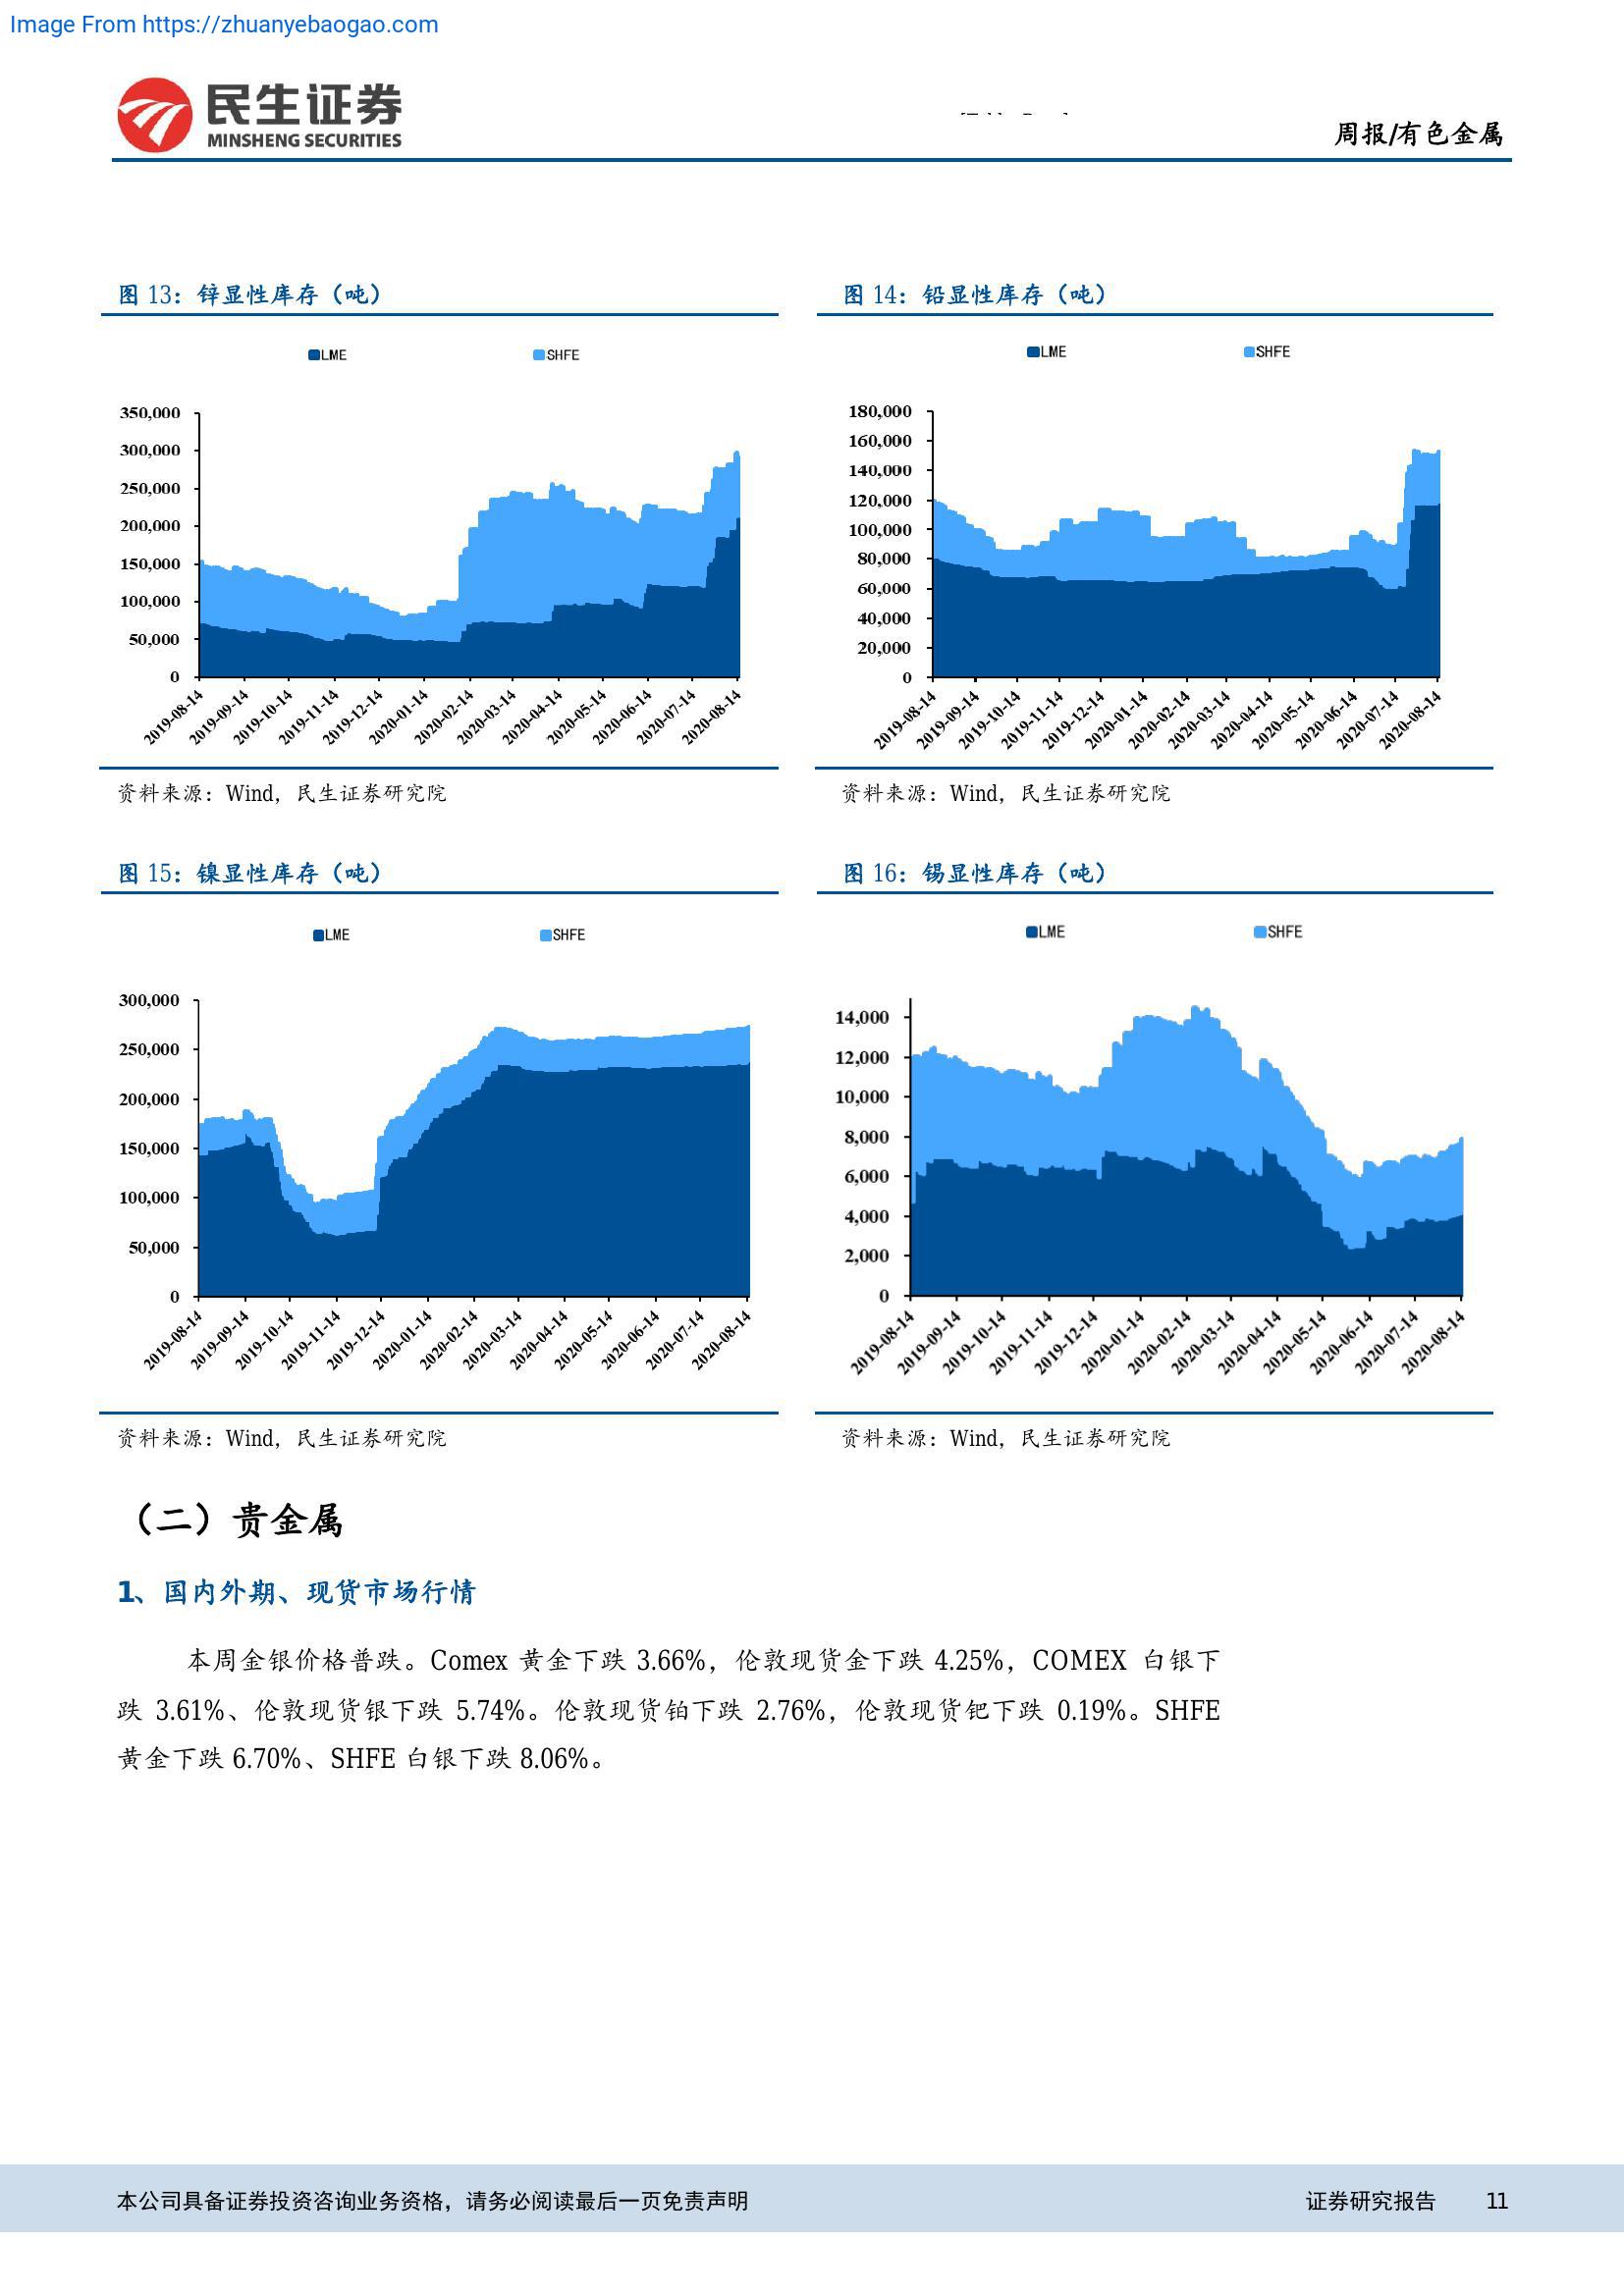 Image From https://zhuanyebaogao.com
民生证券
MINSHENG SECURITIES
周报/有色金属
图 13：锌显性库存（吨）
LME SHFE
350,000
300,000
250,000
200,000
150,000
100,000
50,000
0
2019-08-14 2019-09-14 2019-10-14 2019-11-14 2019-12-14 2020-01-14 2020-02-14 2020-03-14 2020-04-14 2020-05-14 2020-06-14 2020-07-14 2020-08-14
资料来源：Wind，民生证券研究院
图 14：铅显性库存（吨）
LME SHFE
180,000
160,000
140,000
120,000
100,000
80,000
60,000
40,000
20,000
0
2019-08-14 2019-09-14 2019-10-14 2019-11-14 2019-12-14 2020-01-14 2020-02-14 2020-03-14 2020-04-14 2020-05-14 2020-06-14 2020-07-14 2020-08-14
资料来源：Wind，民生证券研究院
图 15：镍显性库存（吨）
LME SHFE
300,000
250,000
200,000
150,000
100,000
50,000
0
2019-08-14 2019-09-14 2019-10-14 2019-11-14 2019-12-14 2020-01-14 2020-02-14 2020-03-14 2020-04-14 2020-05-14 2020-06-14 2020-07-14 2020-08-14
资料来源：Wind，民生证券研究院
图 16：锡显性库存（吨）
LME SHFE
14,000
12,000
10,000
8,000
6,000
4,000
2,000
0
2019-08-14 2019-09-14 2019-10-14 2019-11-14 2019-12-14 2020-01-14 2020-02-14 2020-03-14 2020-04-14 2020-05-14 2020-06-14 2020-07-14 2020-08-14
资料来源：Wind，民生证券研究院
（二）贵金属
1、国内外期、现货市场行情
本周金银价格普跌。Comex 黄金下跌 3.66%，伦敦现货金下跌 4.25%，COMEX 白银下
跌 3.61%、伦敦现货银下跌 5.74%。伦敦现货铂下跌 2.76%，伦敦现货钯下跌 0.19%。SHFE
黄金下跌 6.70%、SHFE 白银下跌 8.06%。
本公司具备证券投资咨询业务资格，请务必阅读最后一页免责声明
证券研究报告 11